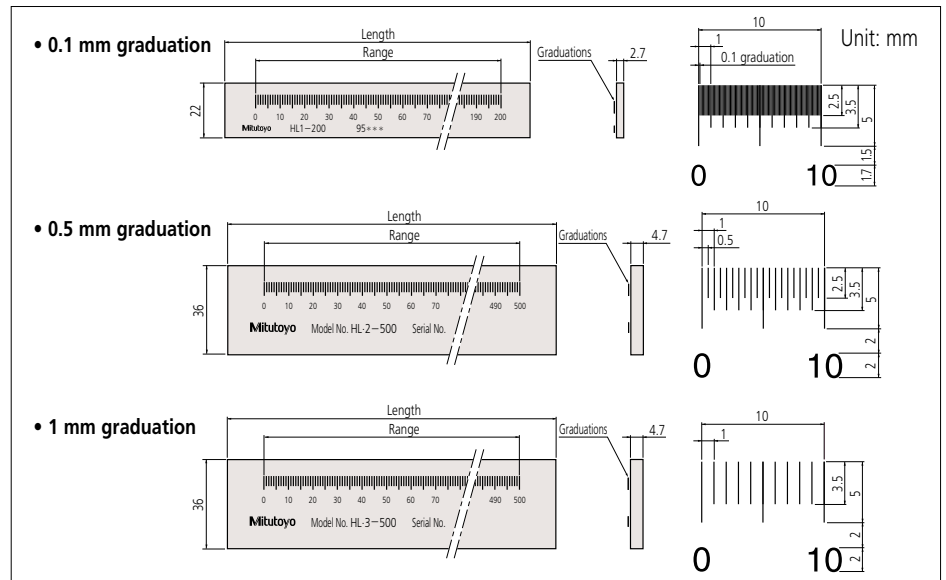 Unit: mm
• 0.1 mm graduation
Length
Range
22
0 10 20 30 40 50 60 70 190 200
Mitutoyo HL1−200 95***
Graduations
2.7
10
1
0.1 graduation
2.5
3.5
5
1.5
1.7
0 10
• 0.5 mm graduation
Length
Range
36
0 10 20 30 40 50 60 70 490 500
Mitutoyo Model No. HL-2−500 Serial No.
Graduations
4.7
10
1
0.5
2.5
3.5
5
2
2
0 10
• 1 mm graduation
Length
Range
36
0 10 20 30 40 50 60 70 490 500
Mitutoyo Model No. HL-3−500 Serial No.
Graduations
4.7
10
1
3.5
5
2
2
0 10